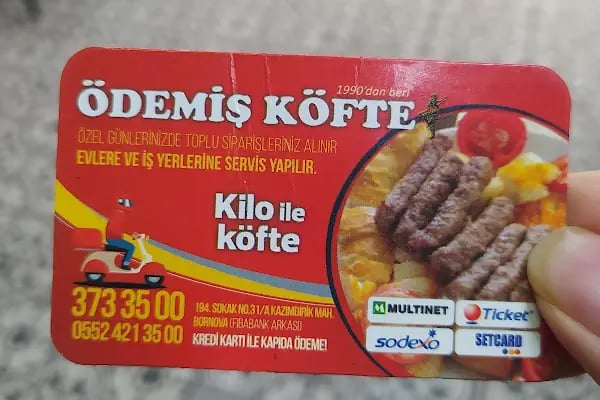 1990'dan beri
ÖDEMİŞ KÖFTE
ÖZEL GÜNLERİNİZDE TOPLU SİPARİŞLERİNİZ ALINIR
EVLERE VE İŞ YERLERİNE SERVİS YAPILIR.
Kilo ile
köfte
373 35 00
0552 421 35 00
194. SOKAK NO.31/A KAZIMDİRİK MAH.
BORNOVA (FIBABANK ARKASI)
KREDİ KARTI İLE KAPIDA ÖDEME!
MULTINET
Ticket
sodexo
SETCARD